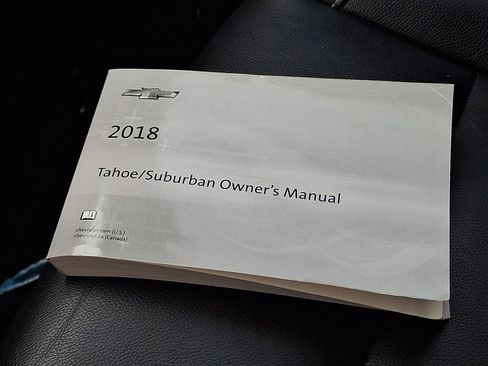 2018
Tahoe/Suburban Owner's Manual
chevrolet.com (U.S.)
chevrolet.ca (Canada)